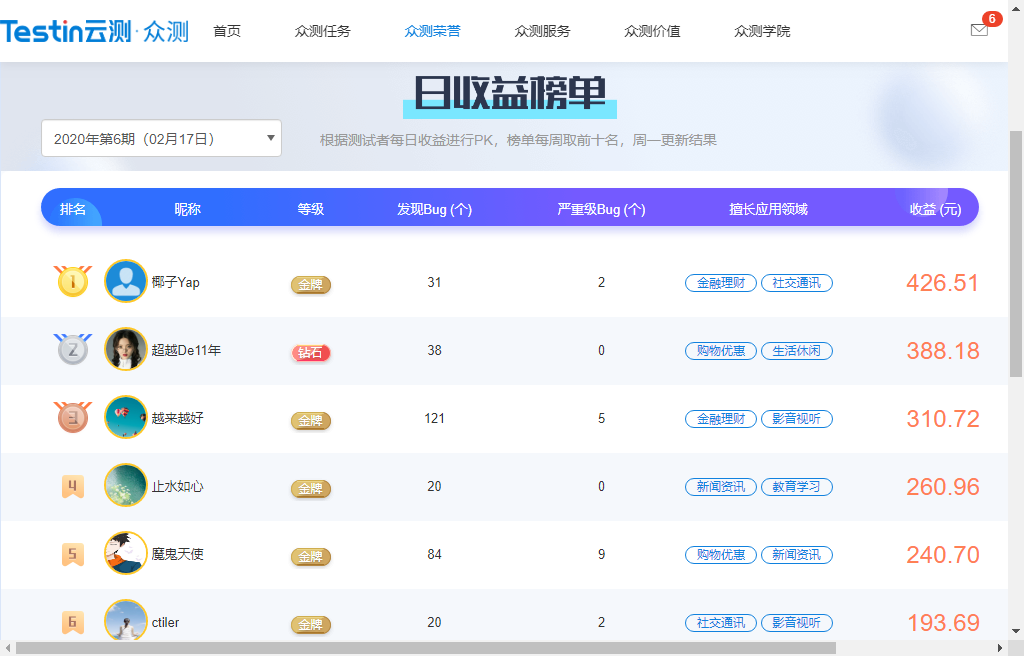 Testin云测·众测 首页 众测任务 众测荣誉 众测服务 众测价值 众测学院 6
日收益榜单
2020年第6期（02月17日） 根据测试者每日收益进行PK，榜单每周取前十名，周一更新结果
排名 昵称 等级 发现Bug (个) 严重级Bug (个) 擅长应用领域 收益 (元)
1 椰子Yap 金牌 31 2 金融理财 社交通讯 426.51
2 超越De11年 钻石 38 0 购物优惠 生活休闲 388.18
3 越来越好 金牌 121 5 金融理财 影音视听 310.72
4 止水如心 金牌 20 0 新闻资讯 教育学习 260.96
5 魔鬼天使 金牌 84 9 购物优惠 新闻资讯 240.70
6 ctiler 金牌 20 2 社交通讯 影音视听 193.69